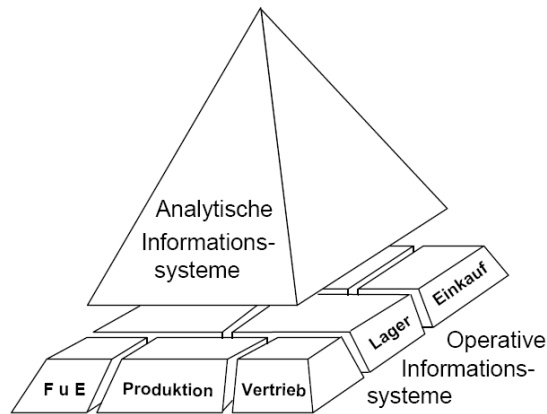 Analytische
Informations-
systeme
Einkauf
Lager
Operative
Informations-
systeme
F u E
Produktion
Vertrieb